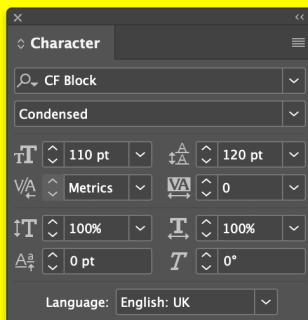 Character
CF Block
Condensed
110 pt 120 pt
Metrics 0
100% 100%
0 pt 0°
Language: English: UK